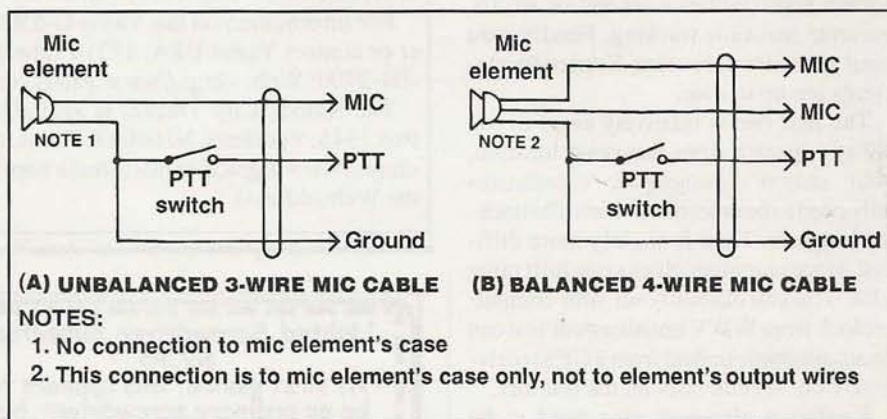 Mic
element
NOTE 1
MIC
PTT
PTT
switch
Ground
(A) UNBALANCED 3-WIRE MIC CABLE
Mic
element
NOTE 2
MIC
MIC
PTT
PTT
switch
Ground
(B) BALANCED 4-WIRE MIC CABLE
NOTES:
1. No connection to mic element's case
2. This connection is to mic element's case only, not to element's output wires